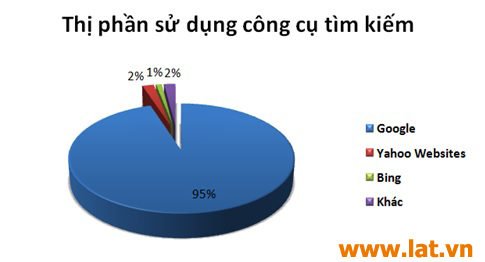 Thị phần sử dụng công cụ tìm kiếm
2% 1% 2%
95%
Google
Yahoo Websites
Bing
Khác
www.lat.vn